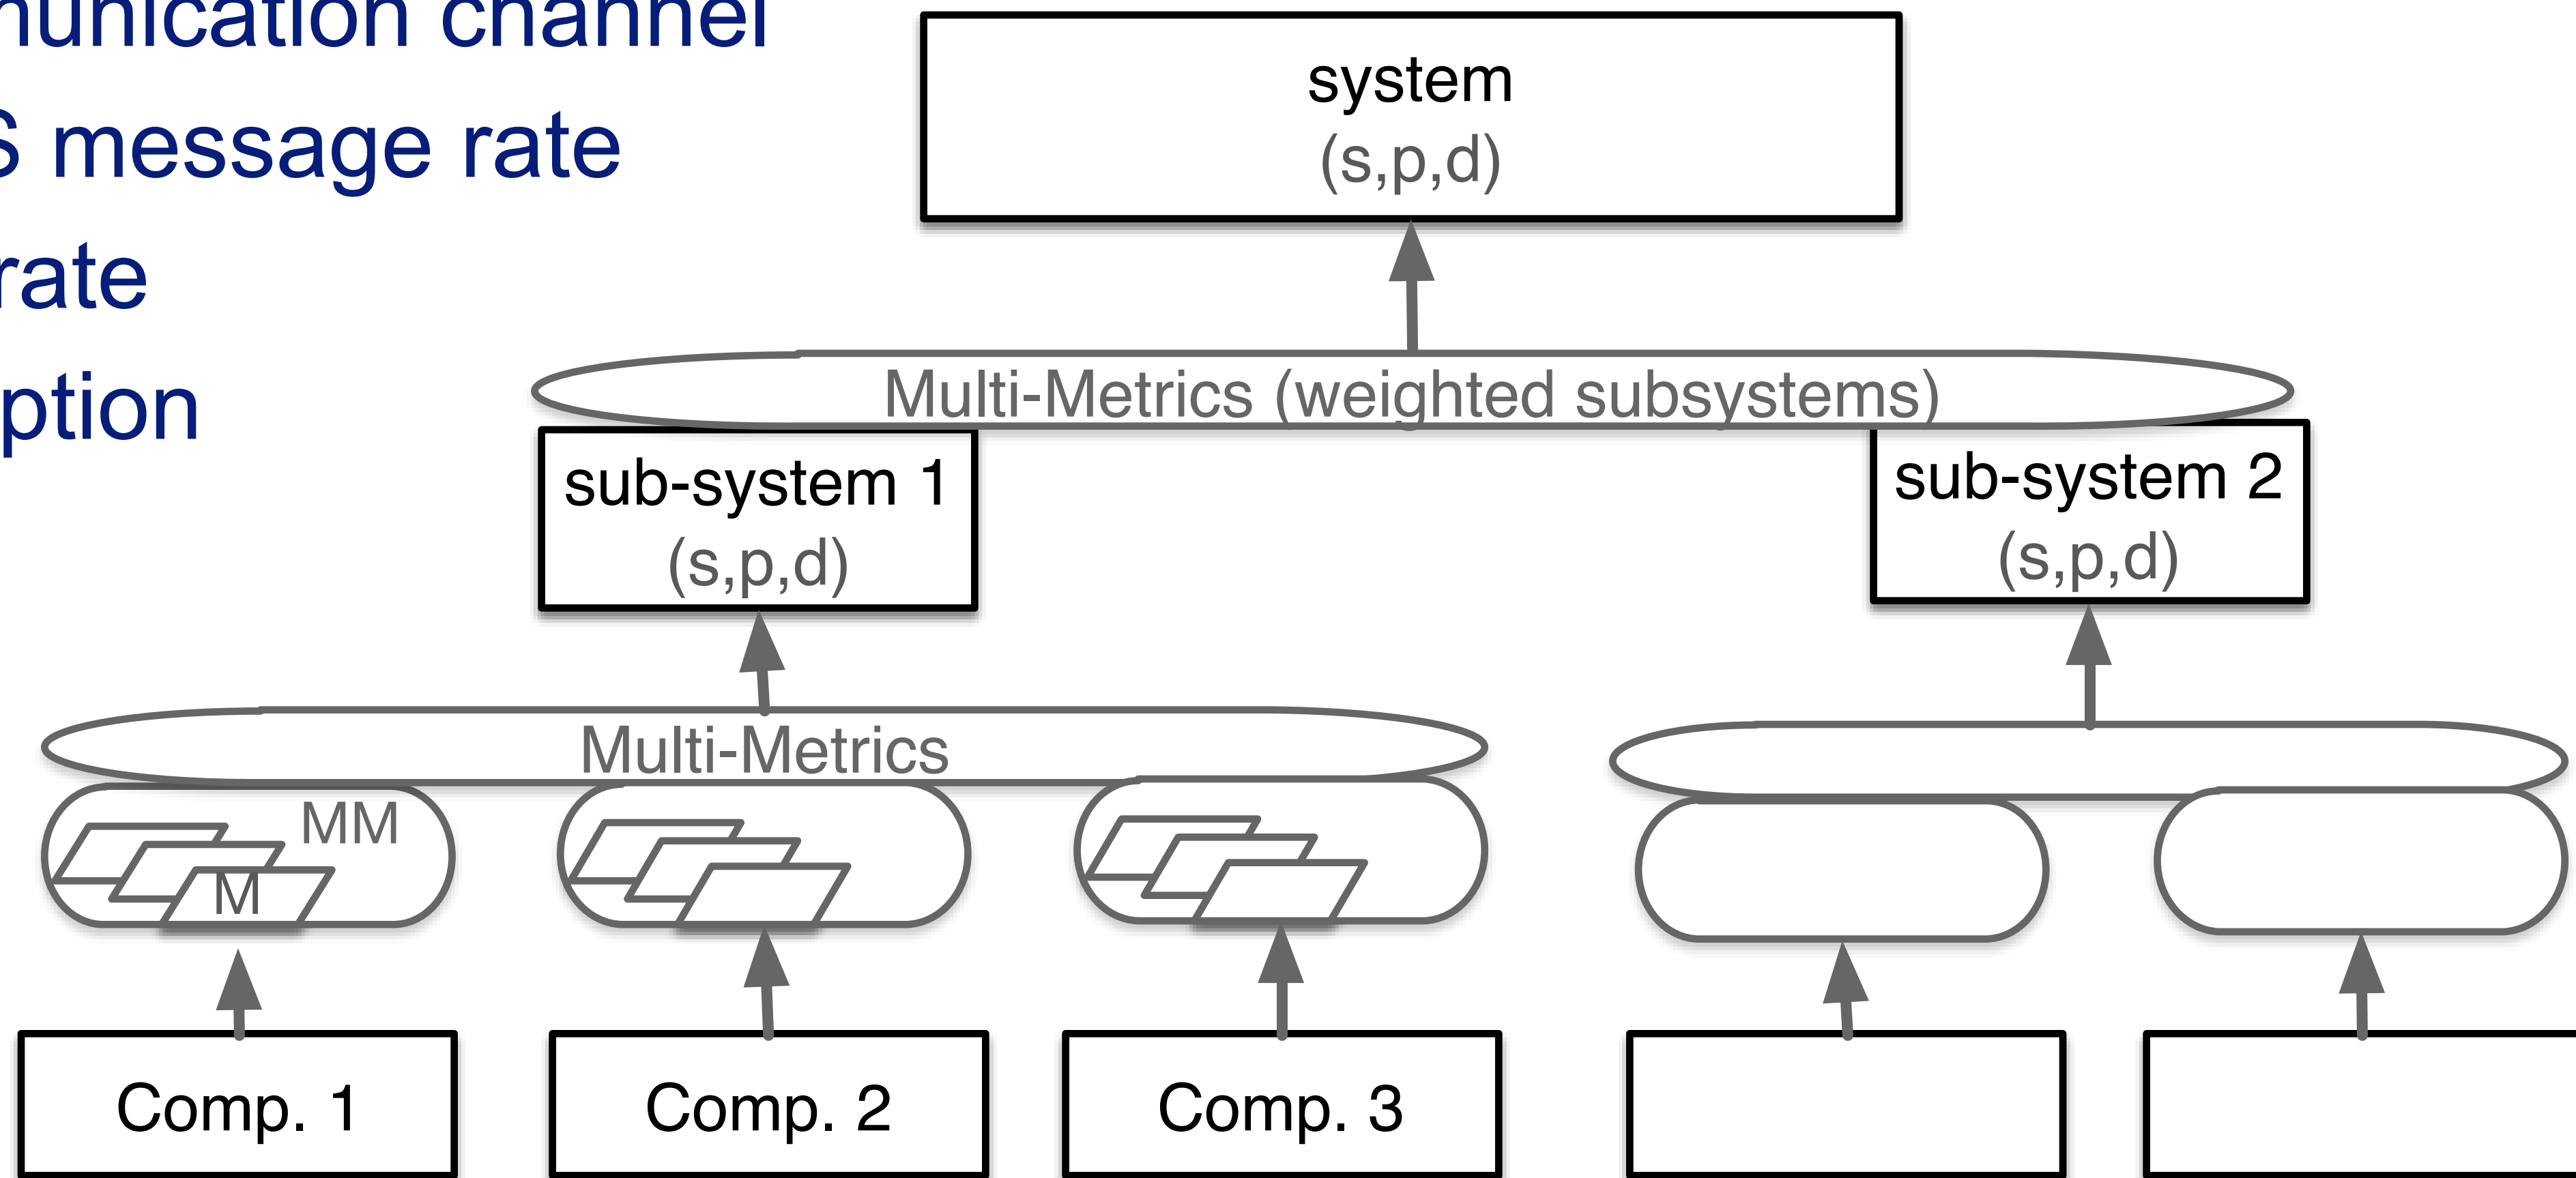 munication channel
S message rate
rate
ption
system
(s,p,d)
Multi-Metrics (weighted subsystems)
sub-system 1
(s,p,d)
sub-system 2
(s,p,d)
Multi-Metrics
MM
M
Comp. 1
Comp. 2
Comp. 3